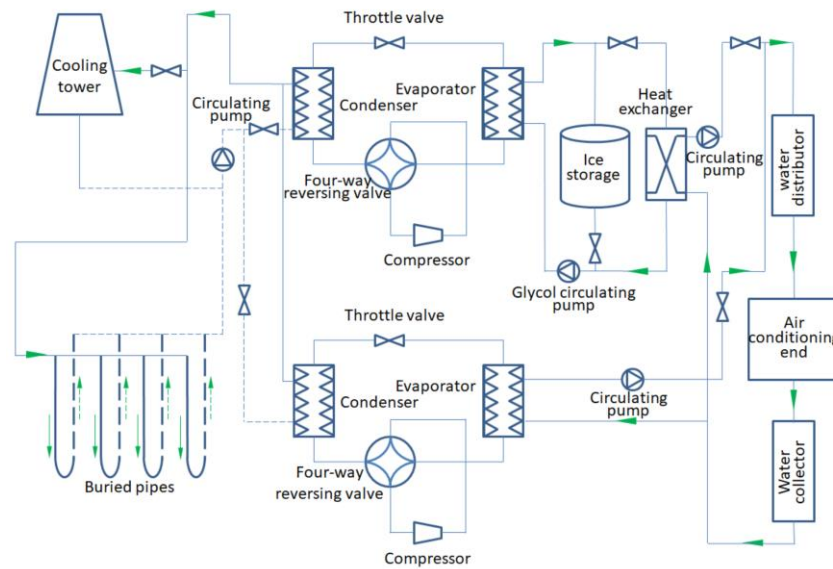 Throttle valve
Cooling
tower
Circulating
pump
Condenser
Evaporator
Heat
exchanger
Four-way
reversing valve
Ice
storage
Circulating
pump
water
distributor
Compressor
Glycol circulating
pump
Throttle valve
Air
conditioning
end
Condenser
Evaporator
Circulating
pump
Buried pipes
Four-way
reversing valve
Water
collector
Compressor